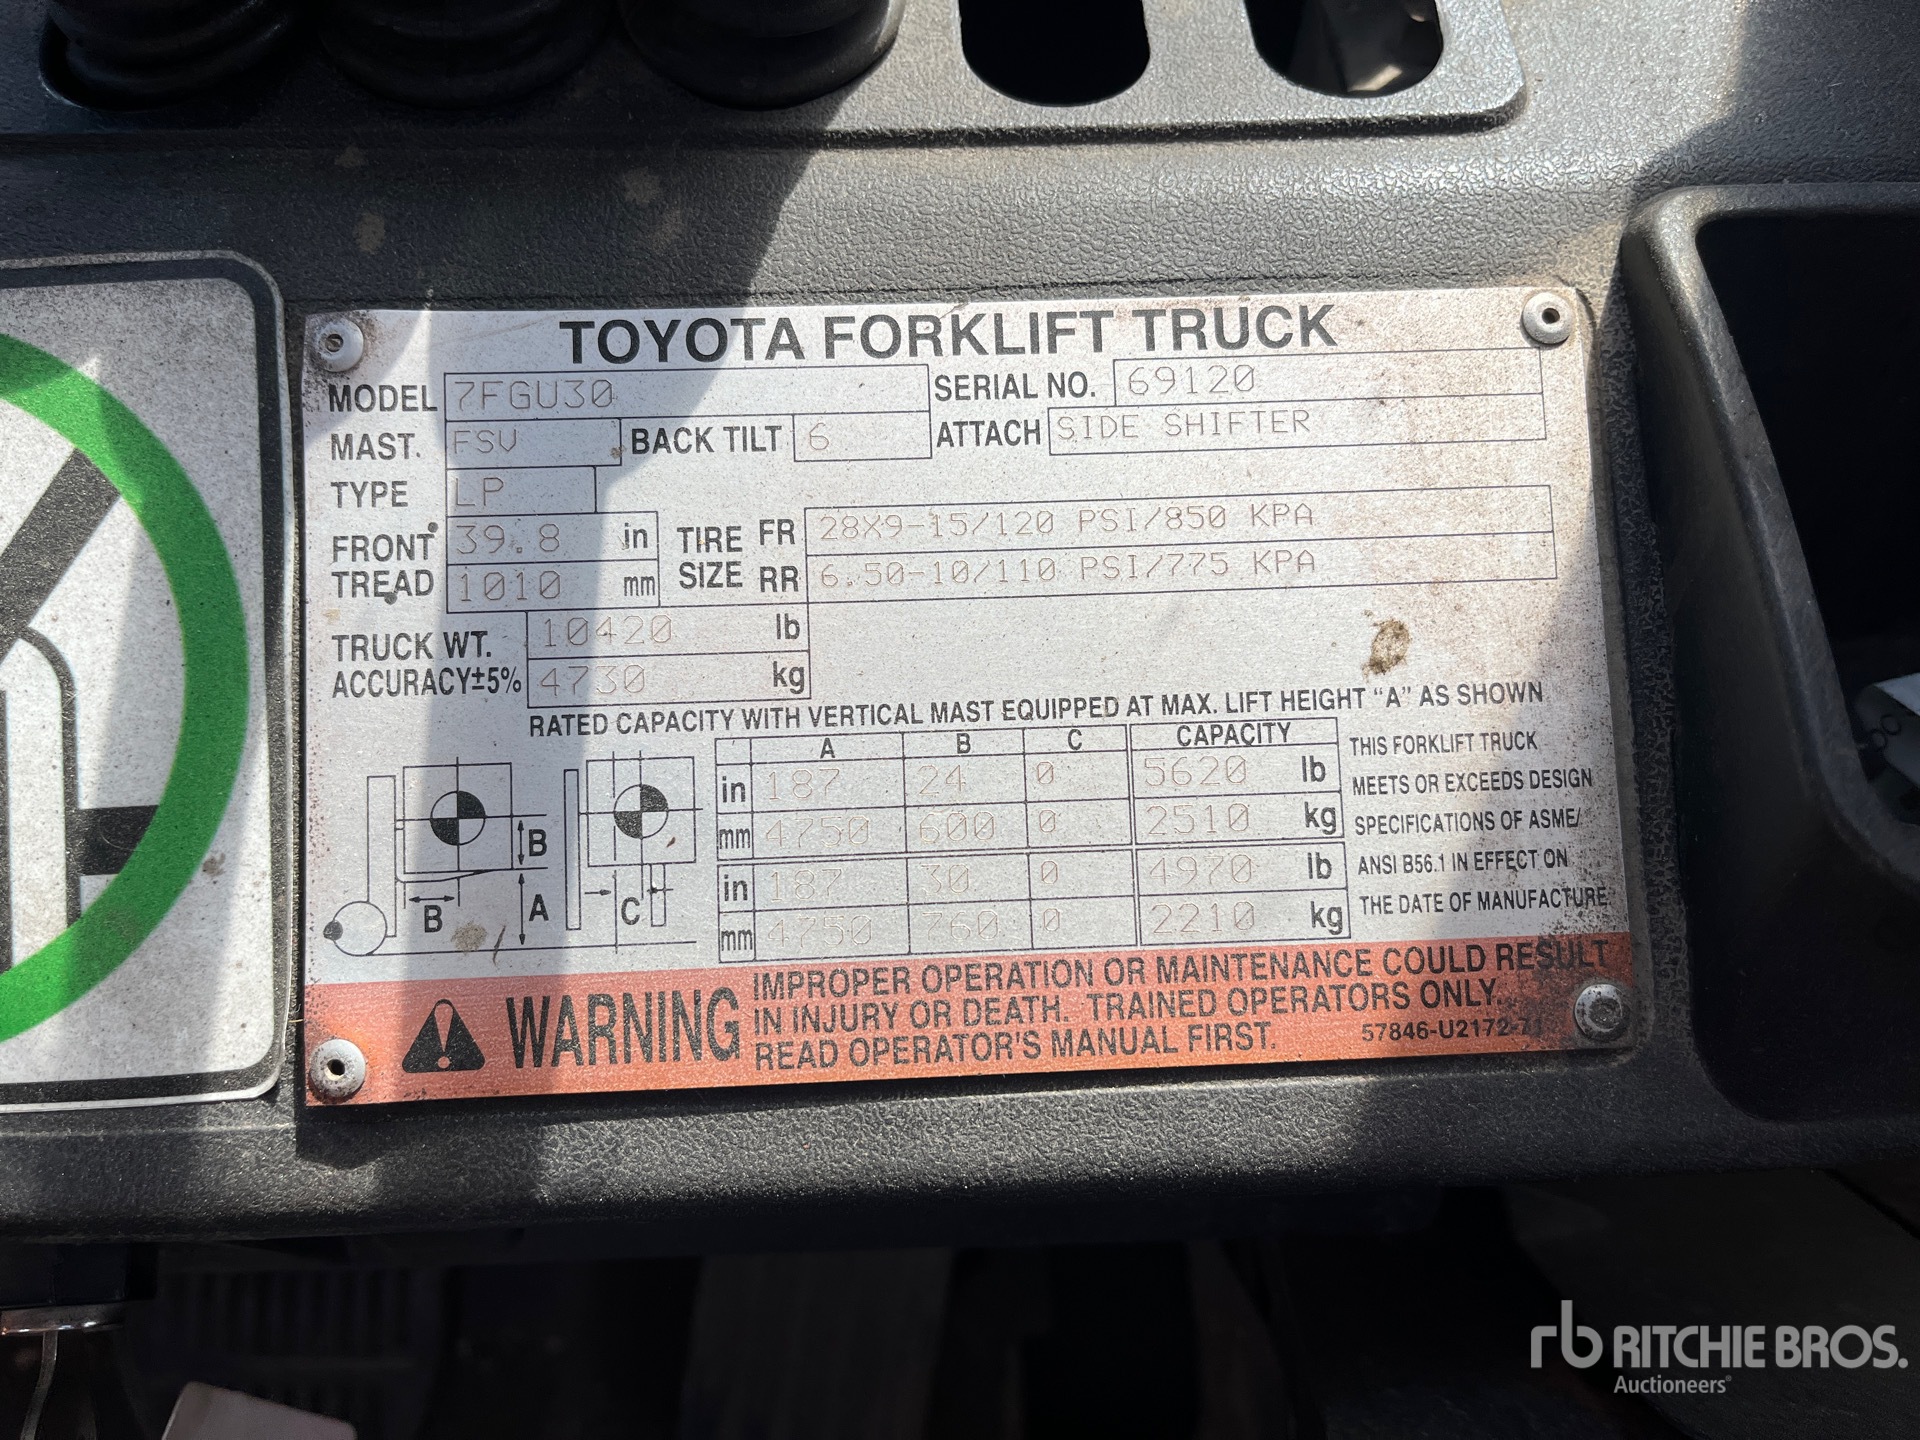 TOYOTA FORKLIFT TRUCK
MODEL 7FGU30 SERIAL NO. 69120
MAST. FSV BACK TILT 6 ATTACH SIDE SHIFTER
TYPE LP
FRONT TREAD 39.8 in 1010 mm
TIRE SIZE FR 28X9-15/120 PSI/850 KPA
RR 6.50-10/110 PSI/775 KPA
TRUCK WT. 10420 lb
ACCURACY±5% 4730 kg
RATED CAPACITY WITH VERTICAL MAST EQUIPPED AT MAX. LIFT HEIGHT "A" AS SHOWN
A B C CAPACITY
in 187 24 0 5620 lb
mm 4750 600 0 2510 kg
in 187 30 0 4970 lb
mm 4750 760 0 2210 kg
B
B A C
THIS FORKLIFT TRUCK
MEETS OR EXCEEDS DESIGN
SPECIFICATIONS OF ASME/
ANSI B56.1 IN EFFECT ON
THE DATE OF MANUFACTURE.
WARNING
IMPROPER OPERATION OR MAINTENANCE COULD RESULT
IN INJURY OR DEATH. TRAINED OPERATORS ONLY.
READ OPERATOR'S MANUAL FIRST. 57846-U2172-71
rb RITCHIE BROS.
Auctioneers